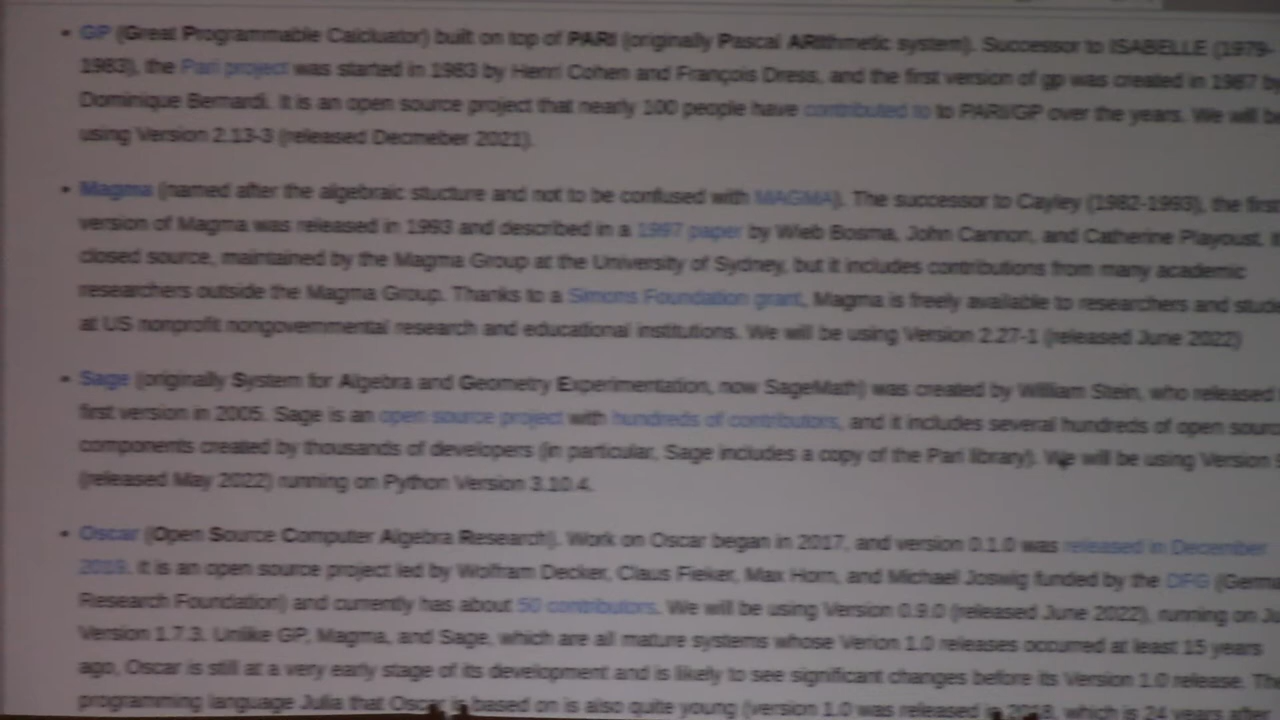 • GP (Great Programmable Calcluator) built on top of PARI (originally Pascal ARIthmetic system). Successor to ISABELLE (1979-
1983), the Pari project was started in 1983 by Henri Cohen and François Dress, and the first version of gp was created in 1987 by
Dominique Bernardi. It is an open source project that nearly 100 people have contributed to to PARI/GP over the years. We will be
using Version 2.13-3 (released Decmeber 2021).
• Magma (named after the algebraic stucture and not to be confused with MAGMA). The successor to Cayley (1982-1993), the first
version of Magma was released in 1993 and described in a 1997 paper by Wieb Bosma, John Cannon, and Catherine Playoust.
closed source, maintained by the Magma Group at the University of Sydney, but it includes contributions from many academic
researchers outside the Magma Group. Thanks to a Simons Foundation grant, Magma is freely available to researchers and stude
at US nonprofit nongovernmental research and educational institutions. We will be using Version 2.27-1 (released June 2022)
• Sage (originally System for Algebra and Geometry Experimentation, now SageMath) was created by William Stein, who released
first version in 2005. Sage is an open source project with hundreds of contributors, and it includes several hundreds of open sourc
components created by thousands of developers (in particular, Sage includes a copy of the Pari library). We will be using Version
(released May 2022) running on Python Version 3.10.4.
• Oscar (Open Source Computer Algebra Research). Work on Oscar began in 2017, and version 0.1.0 was released in December
2019. It is an open source project led by Wolfram Decker, Claus Fieker, Max Horn, and Michael Joswig funded by the DFG (Germa
Research Foundation) and currently has about 50 contributors. We will be using Version 0.9.0 (released June 2022), running on Ju
Version 1.7.3. Unlike GP, Magma, and Sage, which are all mature systems whose Verion 1.0 releases occurred at least 15 years
ago, Oscar is still at a very early stage of its development and is likely to see significant changes before its Version 1.0 release. The
programming language Julia that Oscar is based on is also quite young (version 1.0 was released in 2018, which is 24 years after